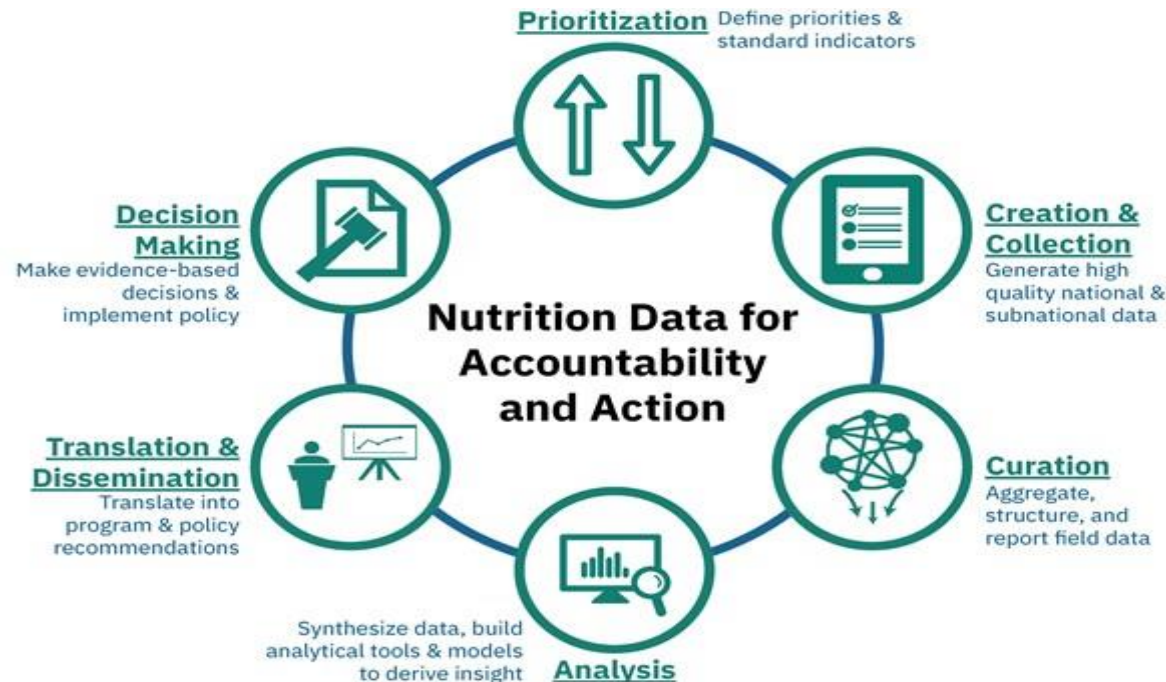 Prioritization
Define priorities &
standard indicators
Creation &
Collection
Generate high
quality national &
subnational data
Curation
Aggregate,
structure, and
report field data
Analysis
Synthesize data, build
analytical tools & models
to derive insight
Translation &
Dissemination
Translate into
program & policy
recommendations
Decision
Making
Make evidence-based
decisions &
implement policy
Nutrition Data for
Accountability
and Action